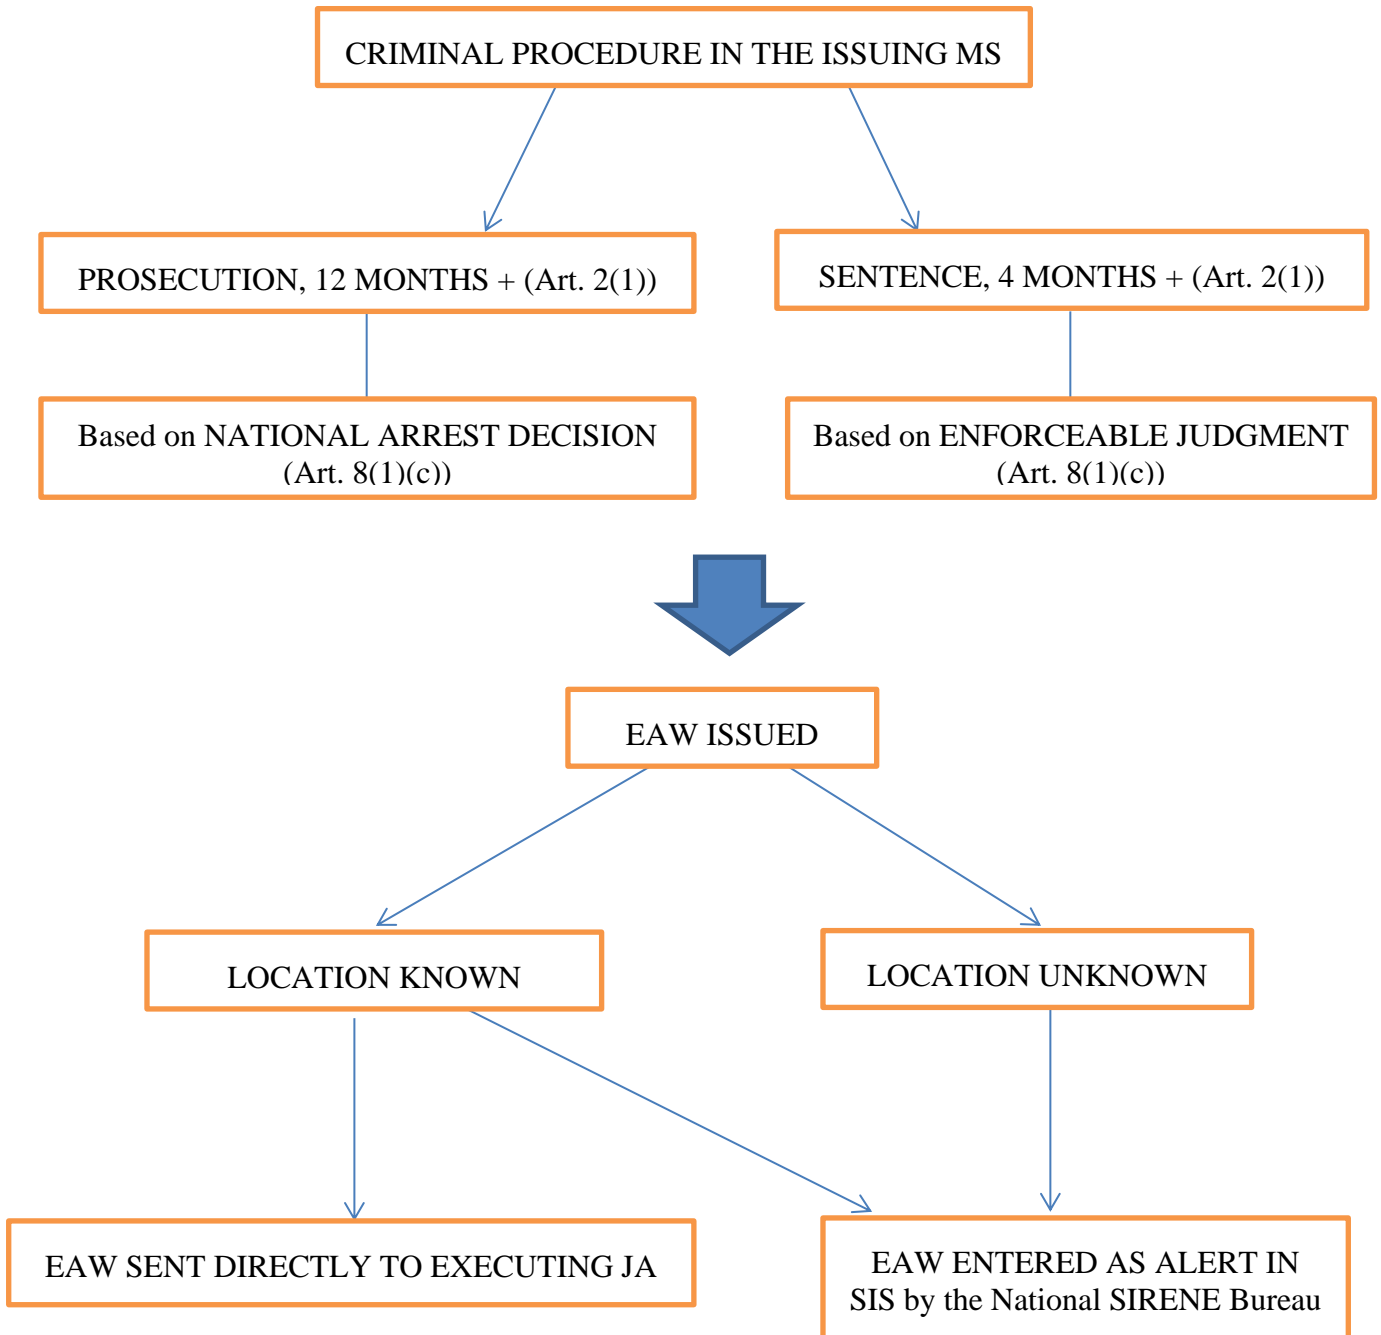 CRIMINAL PROCEDURE IN THE ISSUING MS
PROSECUTION, 12 MONTHS + (Art. 2(1))
SENTENCE, 4 MONTHS + (Art. 2(1))
Based on NATIONAL ARREST DECISION
(Art. 8(1)(c))
Based on ENFORCEABLE JUDGMENT
(Art. 8(1)(c))
EAW ISSUED
LOCATION KNOWN
LOCATION UNKNOWN
EAW SENT DIRECTLY TO EXECUTING JA
EAW ENTERED AS ALERT IN
SIS by the National SIRENE Bureau